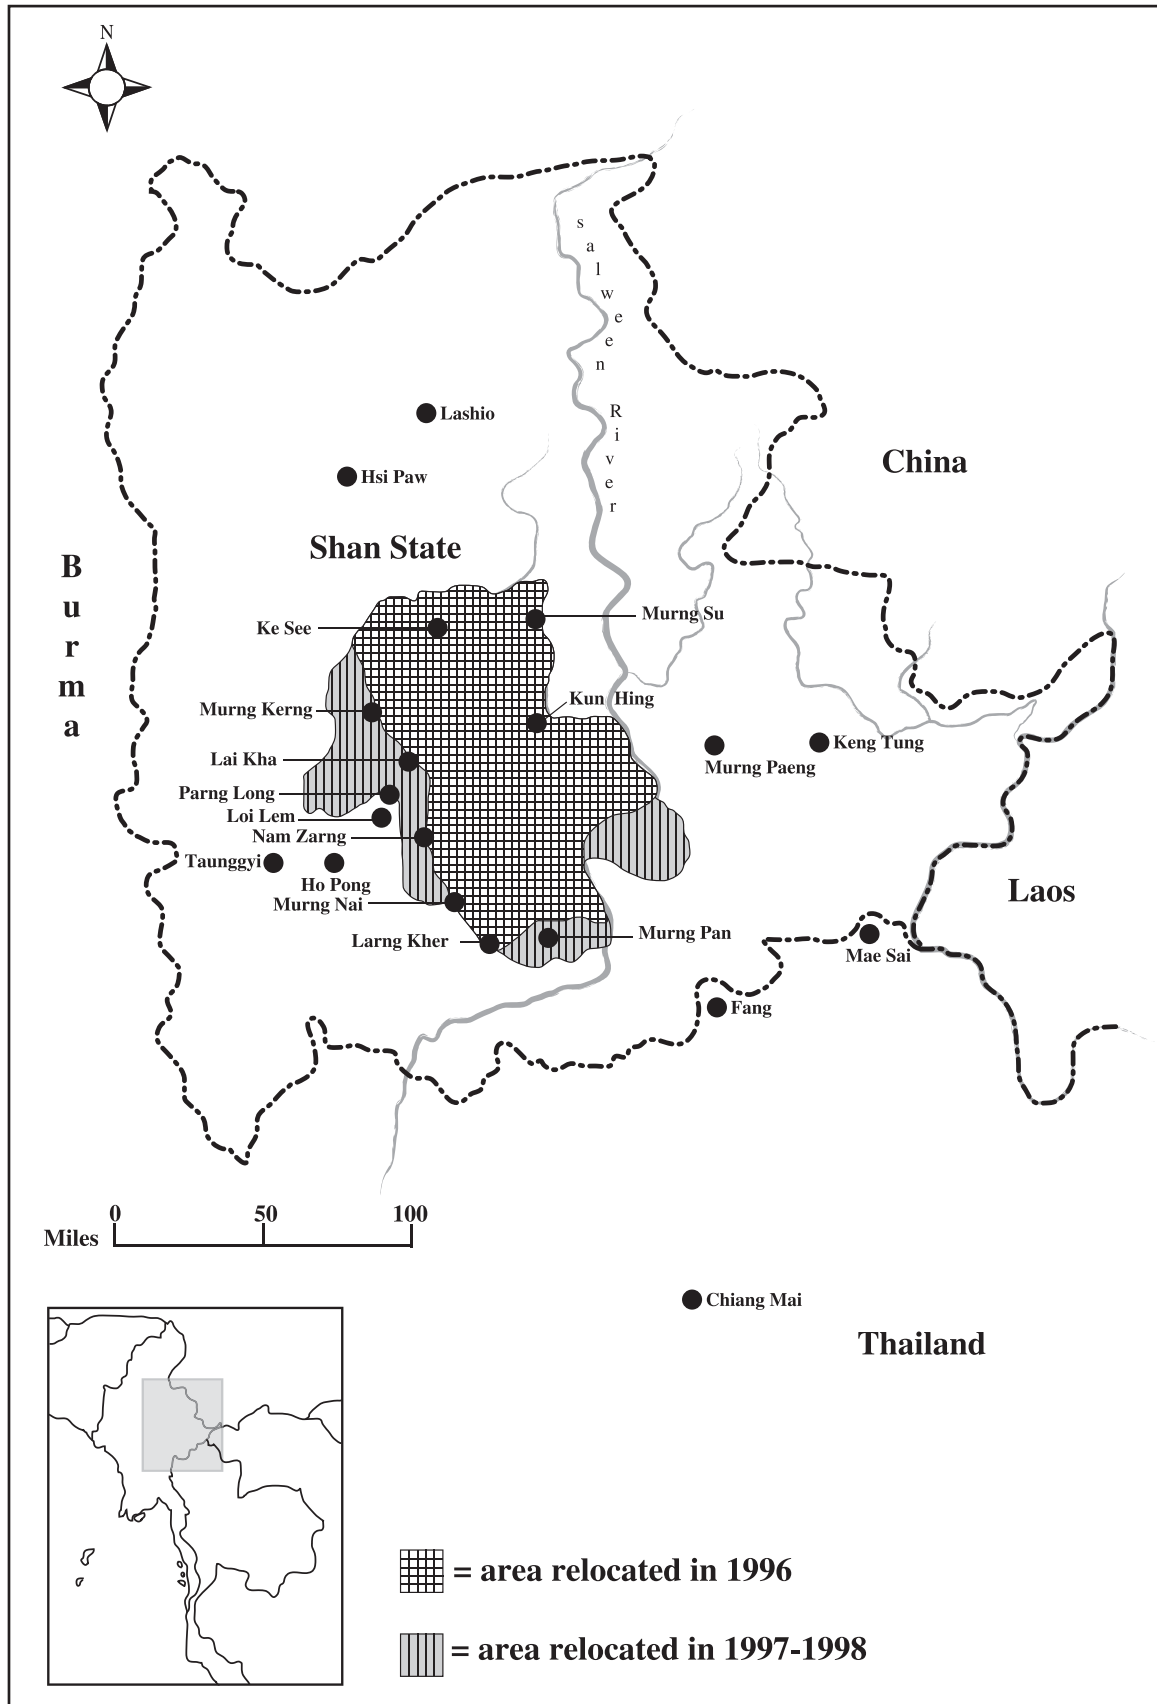 N
salween River
Lashio
China
Hsi Paw
Shan State
Burma
Murng Su
Ke See
Kun Hing
Murng Kerng
Keng Tung
Lai Kha
Murng Paeng
Parng Long
Loi Lem
Nam Zarng
Taunggyi
Ho Pong
Laos
Murng Nai
Larng Kher
Murng Pan
Mae Sai
Fang
0 50 100
Miles
Chiang Mai
Thailand
= area relocated in 1996
= area relocated in 1997-1998